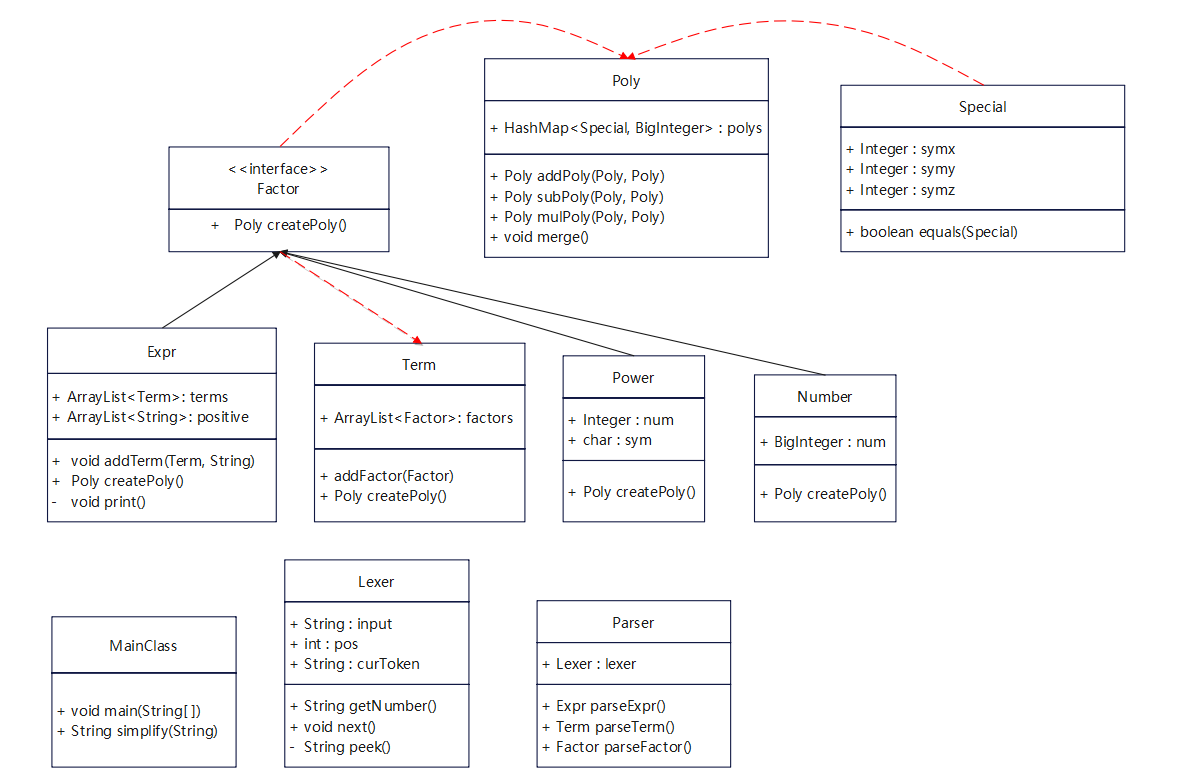 Poly
+ HashMap<Special, BigInteger> : polys
+ Poly addPoly(Poly, Poly)
+ Poly subPoly(Poly, Poly)
+ Poly mulPoly(Poly, Poly)
+ void merge()
Special
+ Integer : symx
+ Integer : symy
+ Integer : symz
+ boolean equals(Special)
<<interface>>
Factor
+ Poly createPoly()
Expr
+ ArrayList<Term>: terms
+ ArrayList<String>: positive
+ void addTerm(Term, String)
+ Poly createPoly()
- void print()
Term
+ ArrayList<Factor>: factors
+ addFactor(Factor)
+ Poly createPoly()
Power
+ Integer : num
+ char : sym
+ Poly createPoly()
Number
+ BigInteger : num
+ Poly createPoly()
MainClass
+ void main(String[])
+ String simplify(String)
Lexer
+ String : input
+ int : pos
+ String : curToken
+ String getNumber()
+ void next()
- String peek()
Parser
+ Lexer : lexer
+ Expr parseExpr()
+ Term parseTerm()
+ Factor parseFactor()